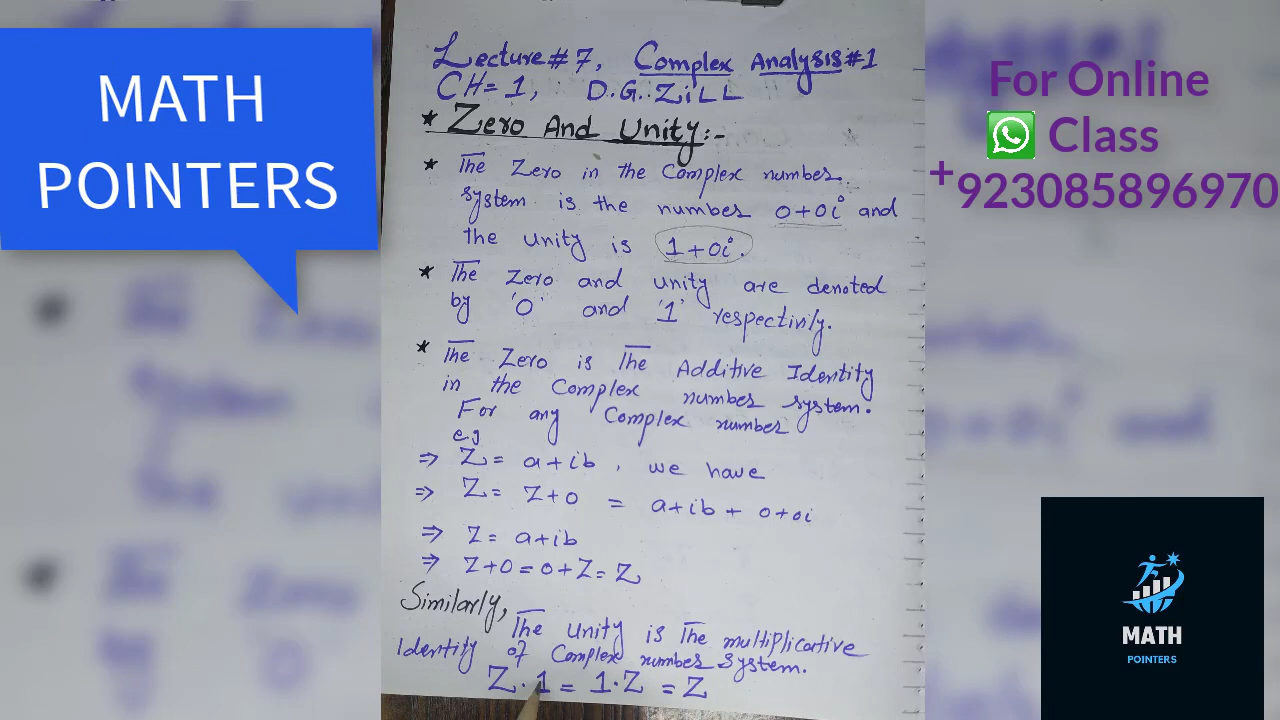 MATH
POINTERS
Lecture # 7, Complex Analysis #1
CH= 1, D.G. ZiLL
* Zero And Unity:-
* The Zero in the Complex number
system is the number 0+0i and
the unity is 1+0i.
* The Zero and unity are denoted
by '0' and '1' respectivly.
* The Zero is The Additive Identity
in the Complex number system.
For any Complex number
e.g
⇒ Z = a+ib, we have
⇒ Z = Z+0 = a+ib + 0+0i
⇒ Z = a+ib
⇒ Z+0 = 0+Z = Z
Similarly,
The Unity is The multiplicative
Identity of Complex number system.
Z·1 = 1·Z = Z
For Online
Class
+923085896970
MATH
POINTERS